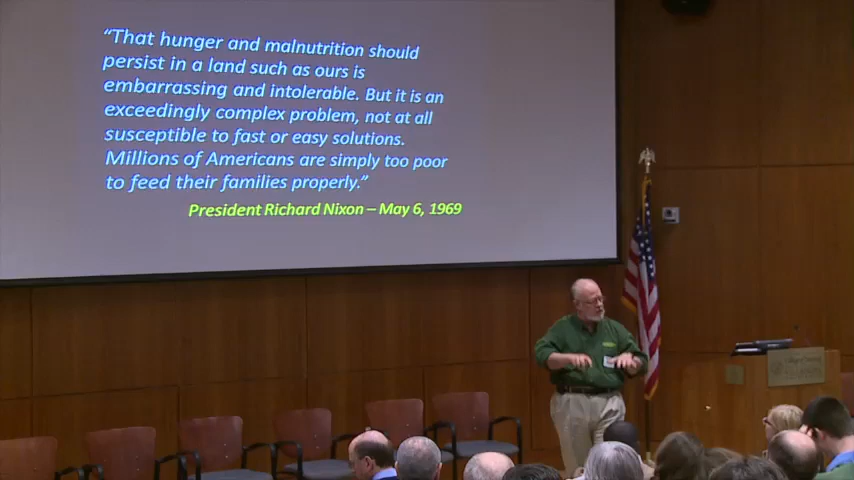 “That hunger and malnutrition should
persist in a land such as ours is
embarrassing and intolerable. But it is an
exceedingly complex problem, not at all
susceptible to fast or easy solutions.
Millions of Americans are simply too poor
to feed their families properly.”
President Richard Nixon – May 6, 1969